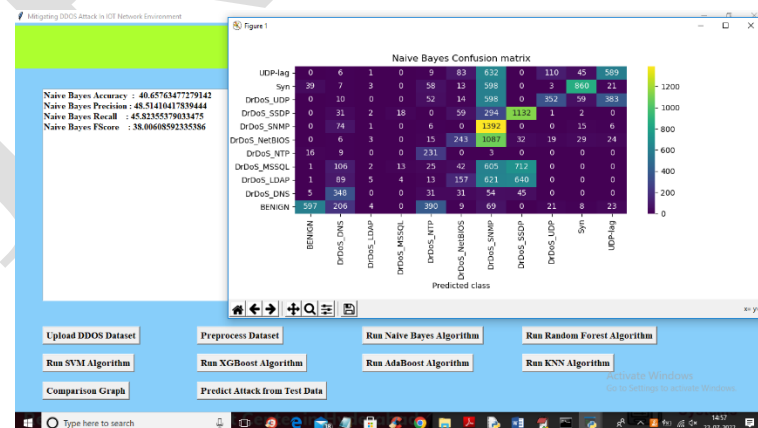 Mitigating DDOS Attack in IOT Network Environment
Figure 1
Naive Bayes Accuracy : 40.65763477279142
Naive Bayes Precision : 48.51410417839444
Naive Bayes Recall : 45.82355379033475
Naive Bayes FScore : 38.00608592335386
Naive Bayes Confusion matrix
UDP-lag 0 6 1 0 9 83 632 0 110 45 589
Syn 39 7 3 0 58 13 598 0 3 860 21
DrDoS_UDP 0 10 0 0 52 14 598 0 352 59 383
DrDoS_SSDP 0 31 2 18 0 59 294 1132 1 2 0
DrDoS_SNMP 0 74 1 0 6 0 1392 0 0 15 6
DrDoS_NetBIOS 0 6 3 0 15 243 1087 32 19 29 24
DrDoS_NTP 16 9 0 0 231 0 3 0 0 0 0
DrDoS_MSSQL 1 106 2 13 25 42 605 712 0 0 0
DrDoS_LDAP 1 89 5 4 13 157 621 640 0 0 0
DrDoS_DNS 5 348 0 0 31 31 54 45 0 0 0
BENIGN 597 206 4 0 390 9 69 0 21 8 23
BENIGN DrDoS_DNS DrDoS_LDAP DrDoS_MSSQL DrDoS_NTP DrDoS_NetBIOS DrDoS_SNMP DrDoS_SSDP DrDoS_UDP Syn UDP-lag
Predicted class
1200
1000
800
600
400
200
0
Upload DDOS Dataset
Preprocess Dataset
Run Naive Bayes Algorithm
Run Random Forest Algorithm
Run SVM Algorithm
Run XGBoost Algorithm
Run AdaBoost Algorithm
Run KNN Algorithm
Comparison Graph
Predict Attack from Test Data
Activate Windows
Go to Settings to activate Windows.
Type here to search
14:57